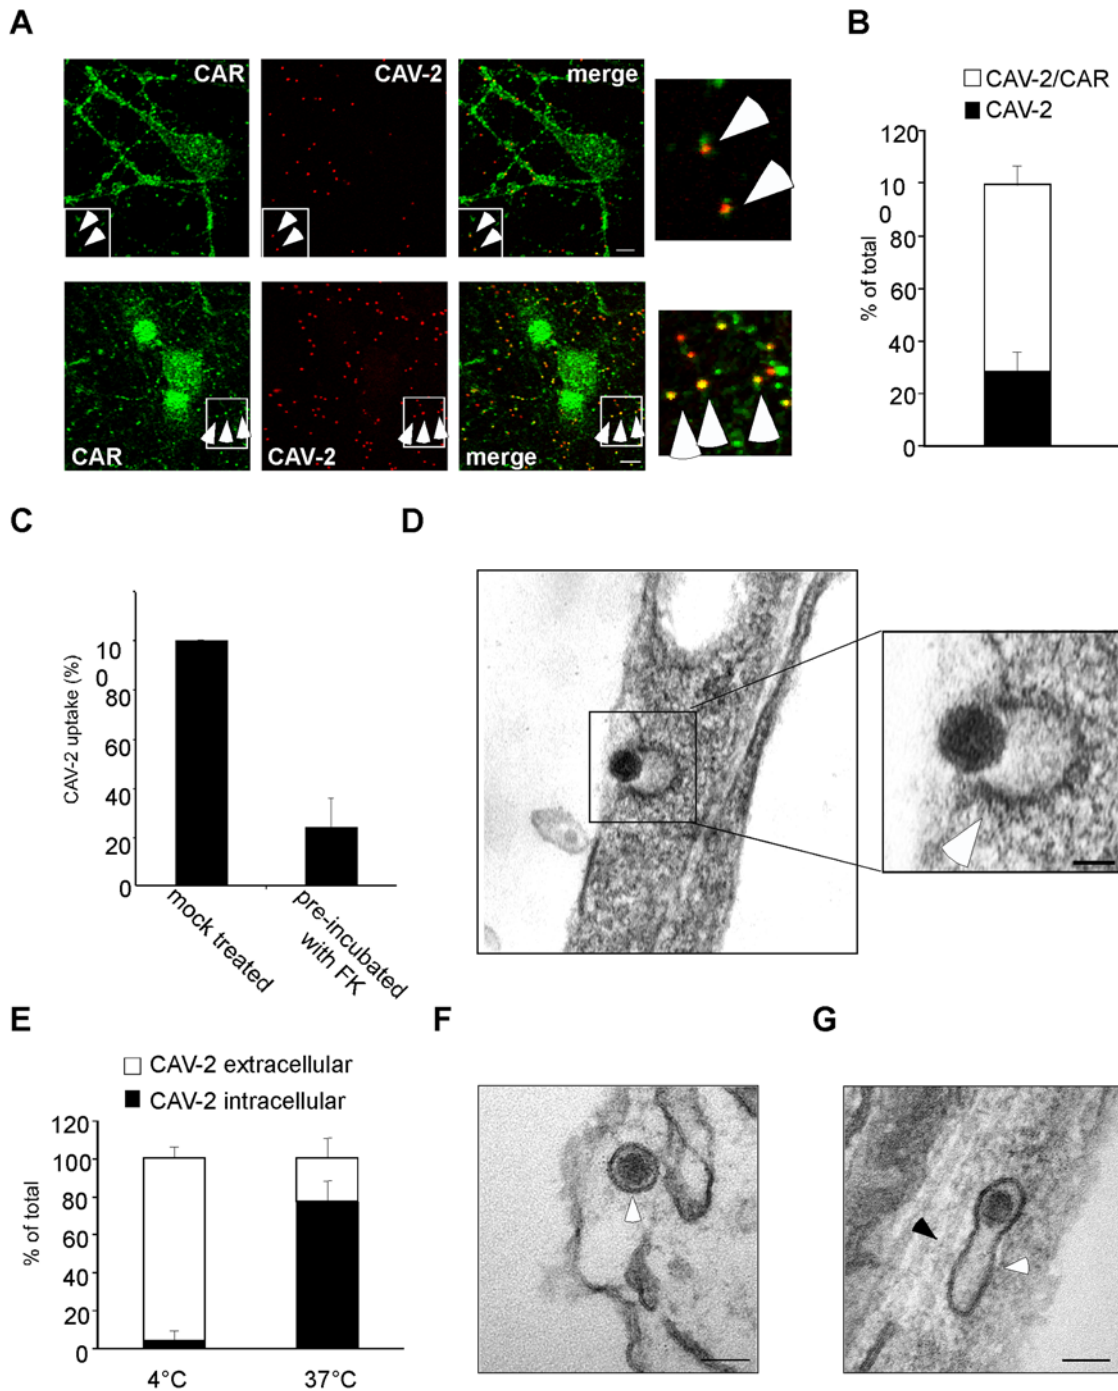 A
B
CAR
CAV-2
merge
CAR
CAV-2
merge
CAV-2/CAR
CAV-2
% of total
120
10
0
80
60
40
20
0
C
D
CAV-2 uptake (%)
10
0
80
60
40
20
0
mock treated
pre-incubated
with FK
E
F
G
CAV-2 extracellular
CAV-2 intracellular
% of total
120
100
80
60
40
20
0
4°C
37°C